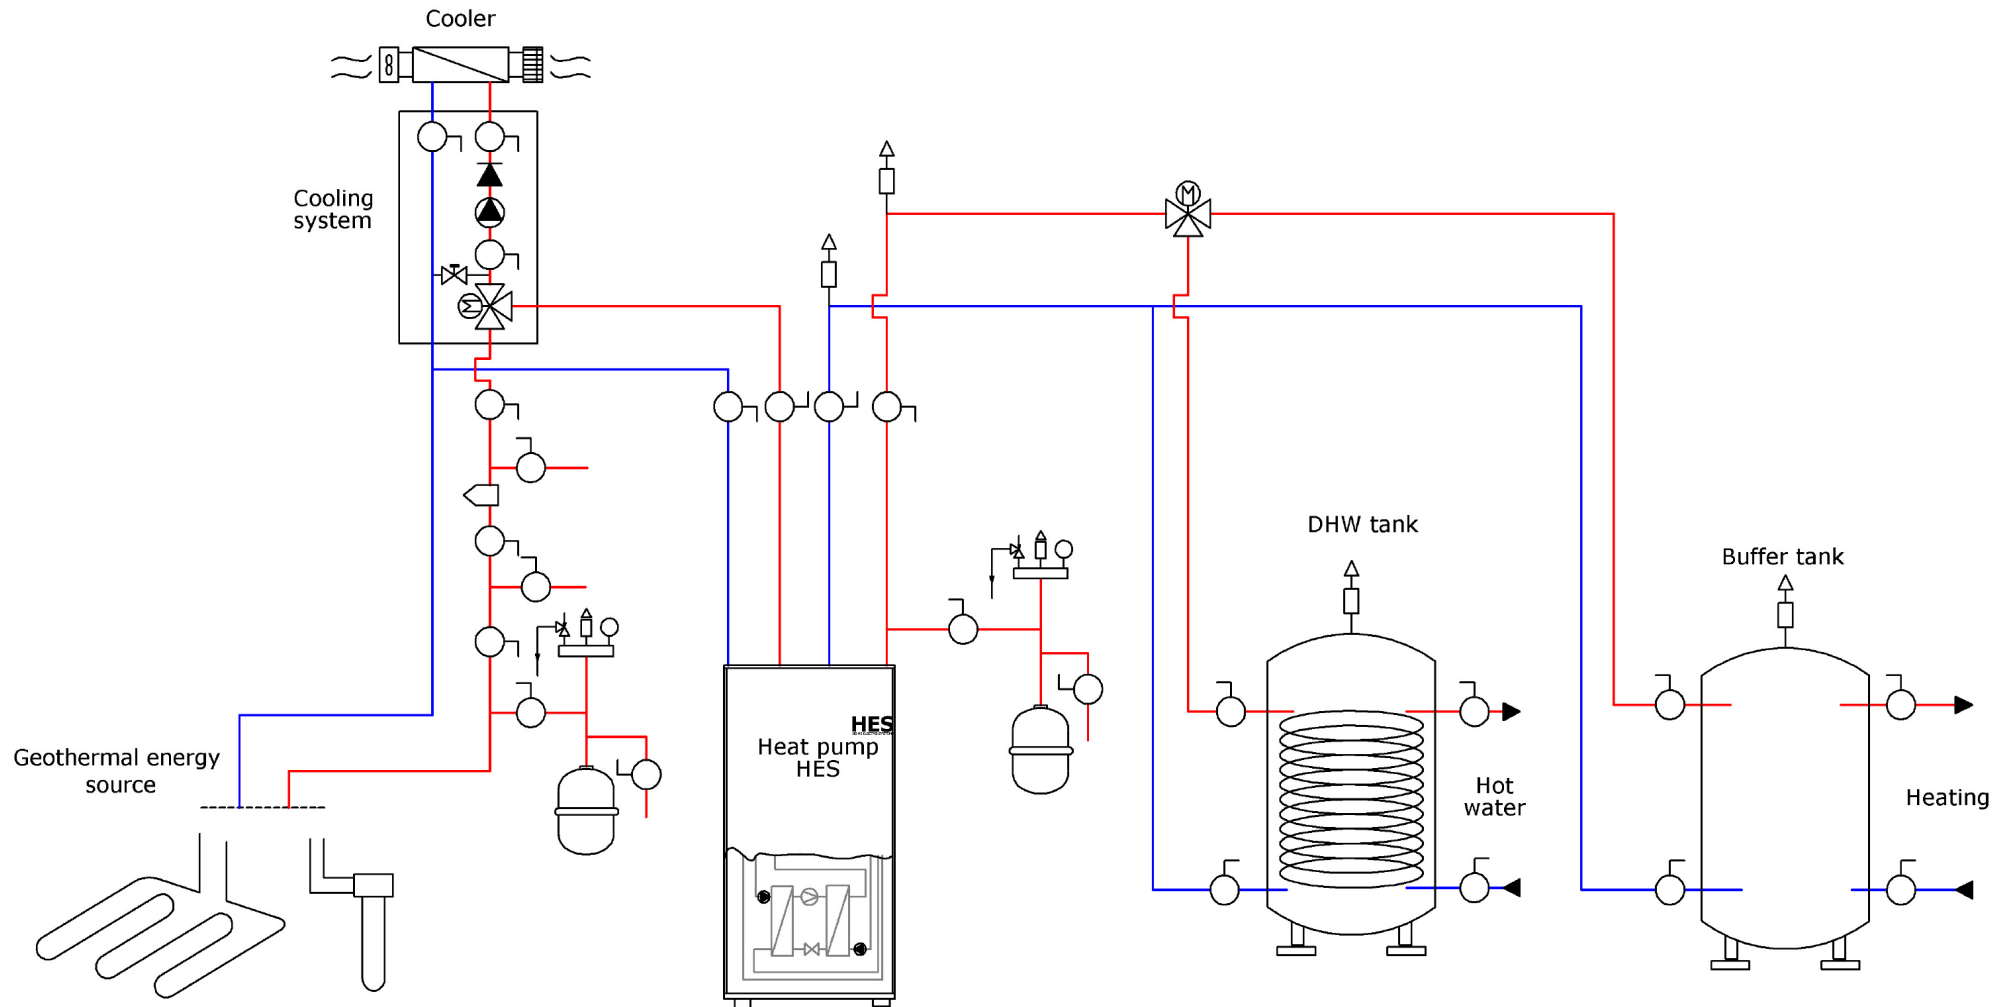 Cooler
Cooling
system
M
M
DHW tank
Buffer tank
HES
Heat pump
HES
Geothermal energy
source
Hot
water
Heating